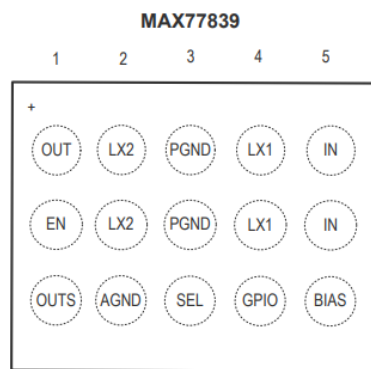 MAX77839
1 2 3 4 5
+
OUT LX2 PGND LX1 IN
EN LX2 PGND LX1 IN
OUTS AGND SEL GPIO BIAS